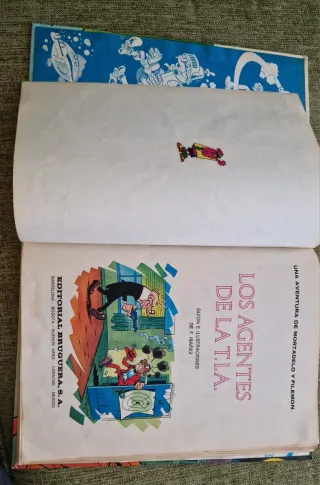 UNA AVENTURA DE MORTADELO Y FILEMON
LOS AGENTES
DE LA T.I.A.
GUION E ILUSTRACIONES
DE F. IBAÑEZ
EDITORIAL BRUGUERA, S. A.
BARCELONA - BOGOTA - BUENOS AIRES - CARACAS - MEXICO